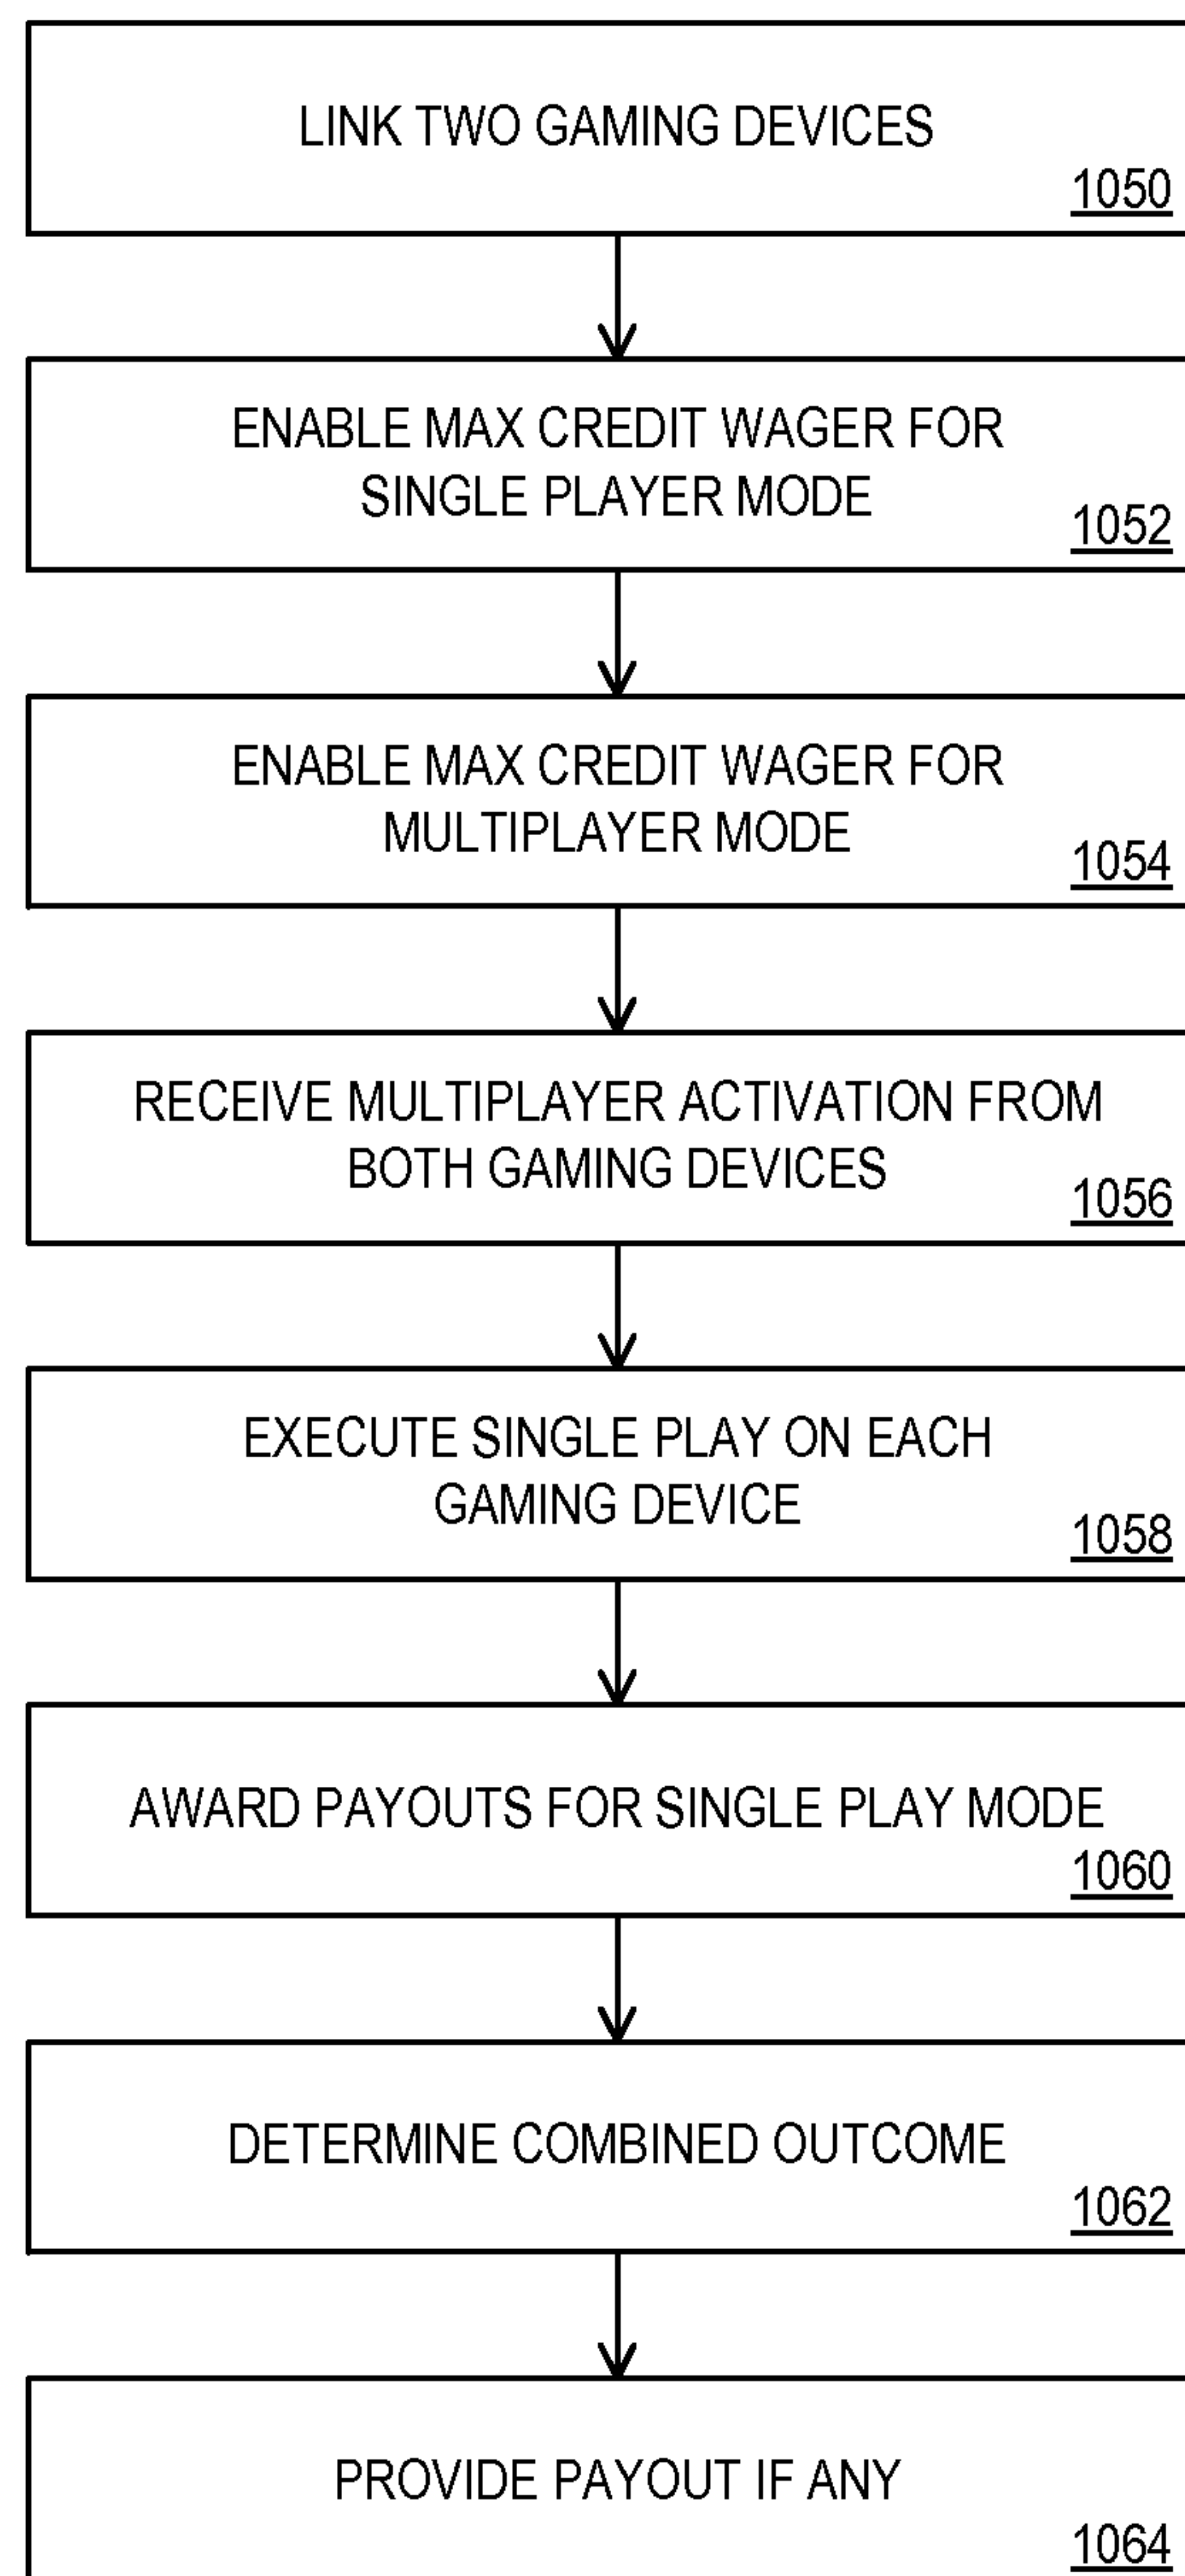 LINK TWO GAMING DEVICES
1050
ENABLE MAX CREDIT WAGER FOR
SINGLE PLAYER MODE
1052
ENABLE MAX CREDIT WAGER FOR
MULTIPLAYER MODE
1054
RECEIVE MULTIPLAYER ACTIVATION FROM
BOTH GAMING DEVICES
1056
EXECUTE SINGLE PLAY ON EACH
GAMING DEVICE
1058
AWARD PAYOUTS FOR SINGLE PLAY MODE
1060
DETERMINE COMBINED OUTCOME
1062
PROVIDE PAYOUT IF ANY
1064